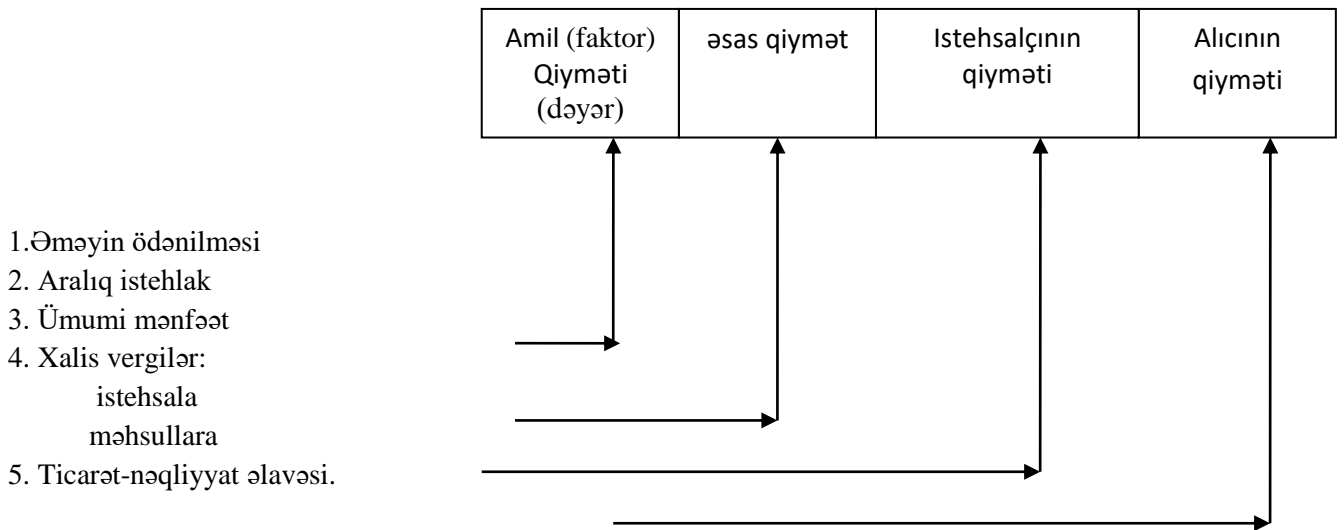 Amil (faktor)
Qiyməti
(dəyər)
əsas qiymət
Istehsalçının
qiyməti
Alıcının
qiyməti
1.Əməyin ödənilməsi
2. Aralıq istehlak
3. Ümumi mənfəət
4. Xalis vergilər:
istehsala
məhsullara
5. Ticarət-nəqliyyat əlavəsi.